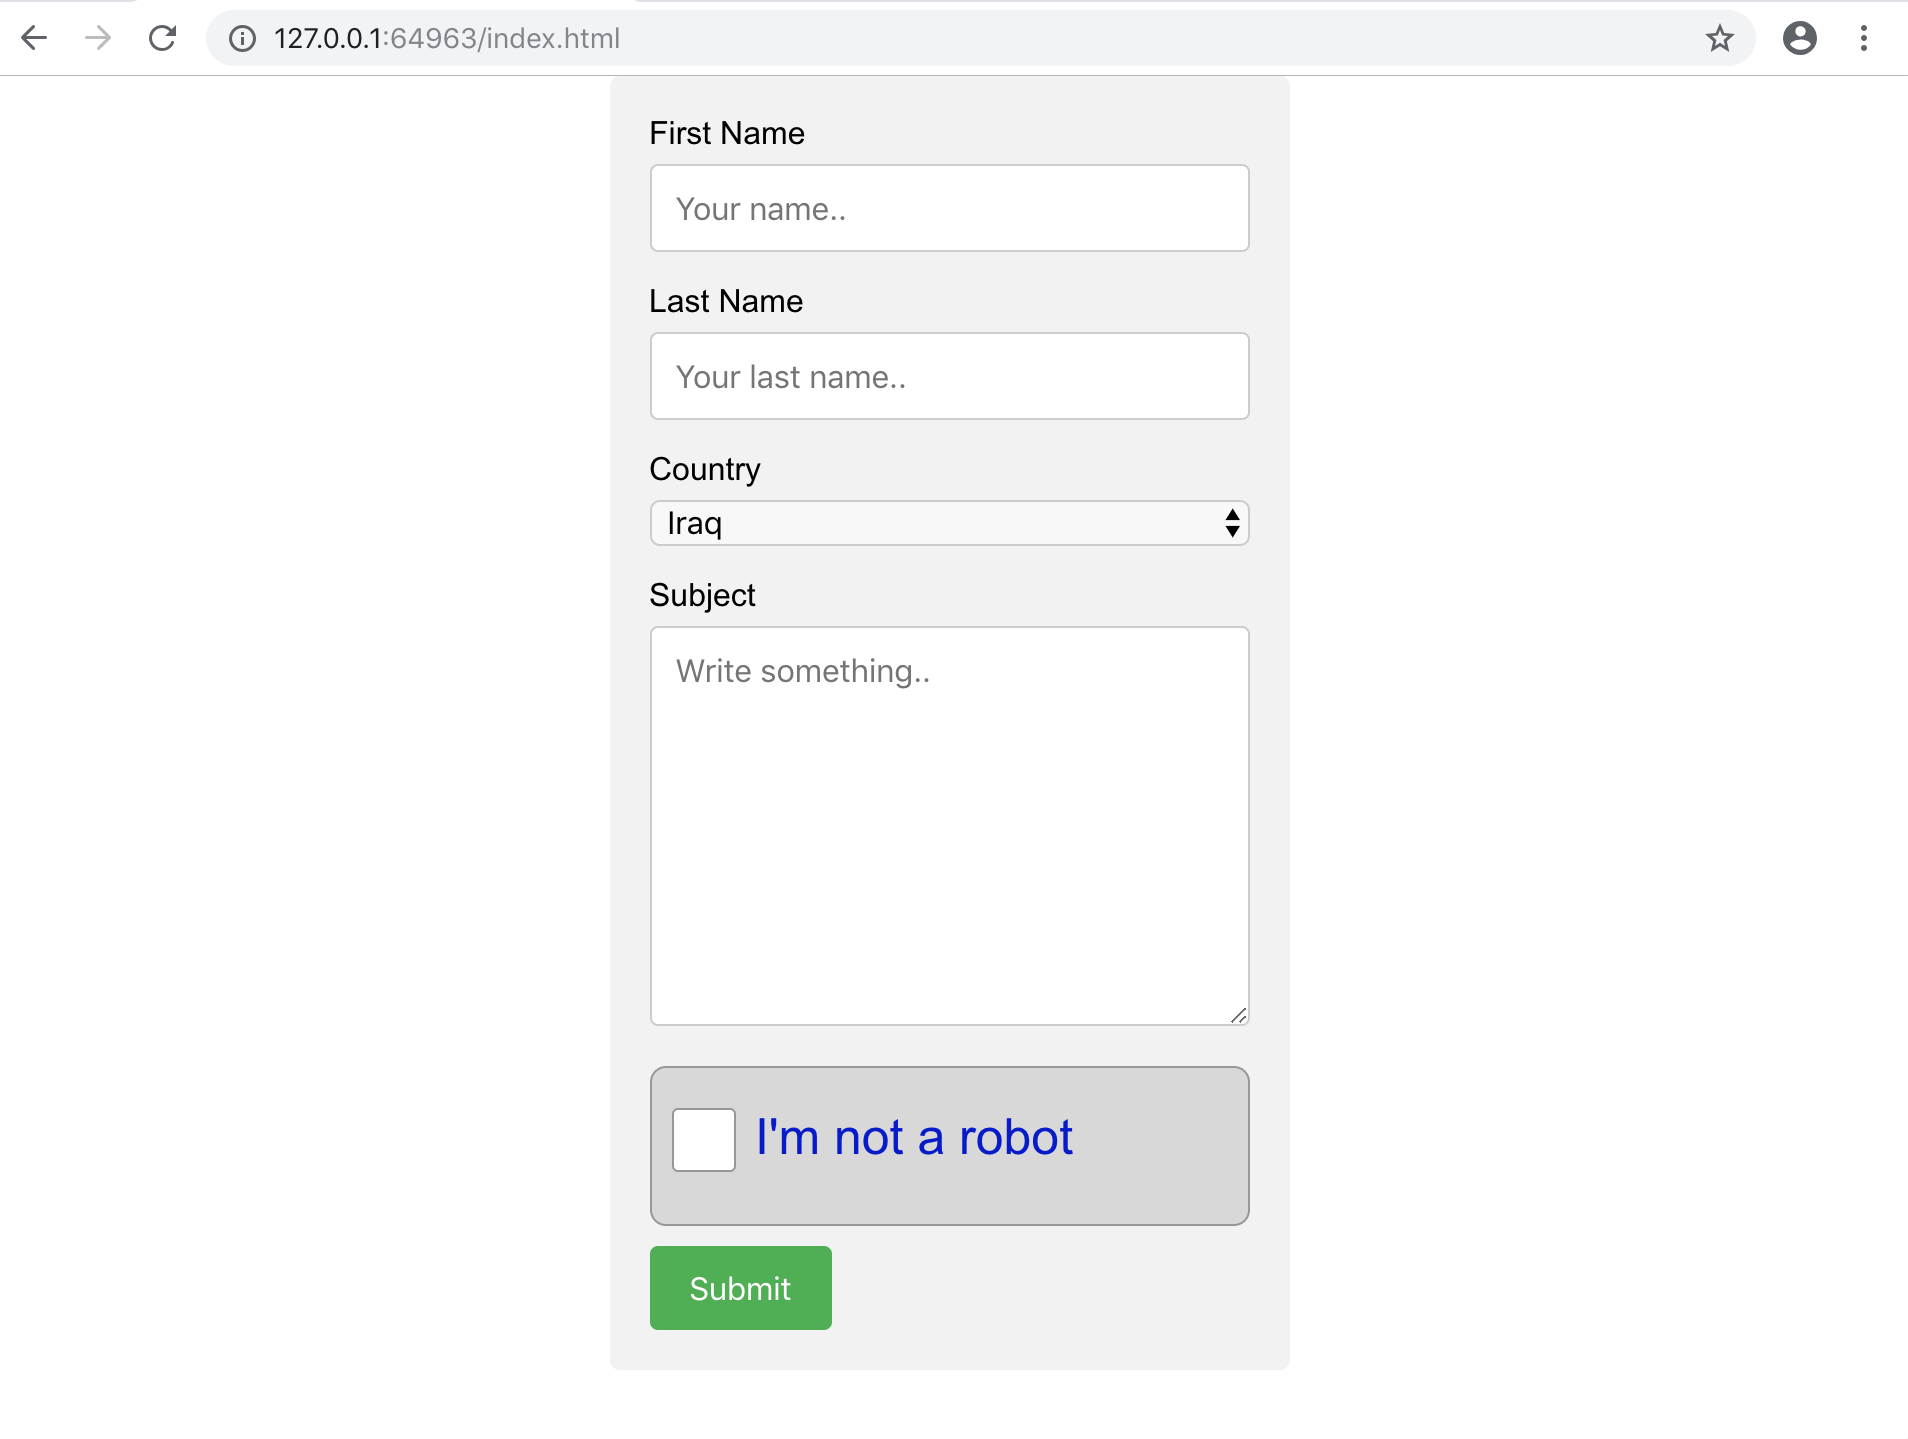 127.0.0.1:64963/index.html
First Name
Your name..
Last Name
Your last name..
Country
Iraq
Subject
Write something..
I'm not a robot
Submit